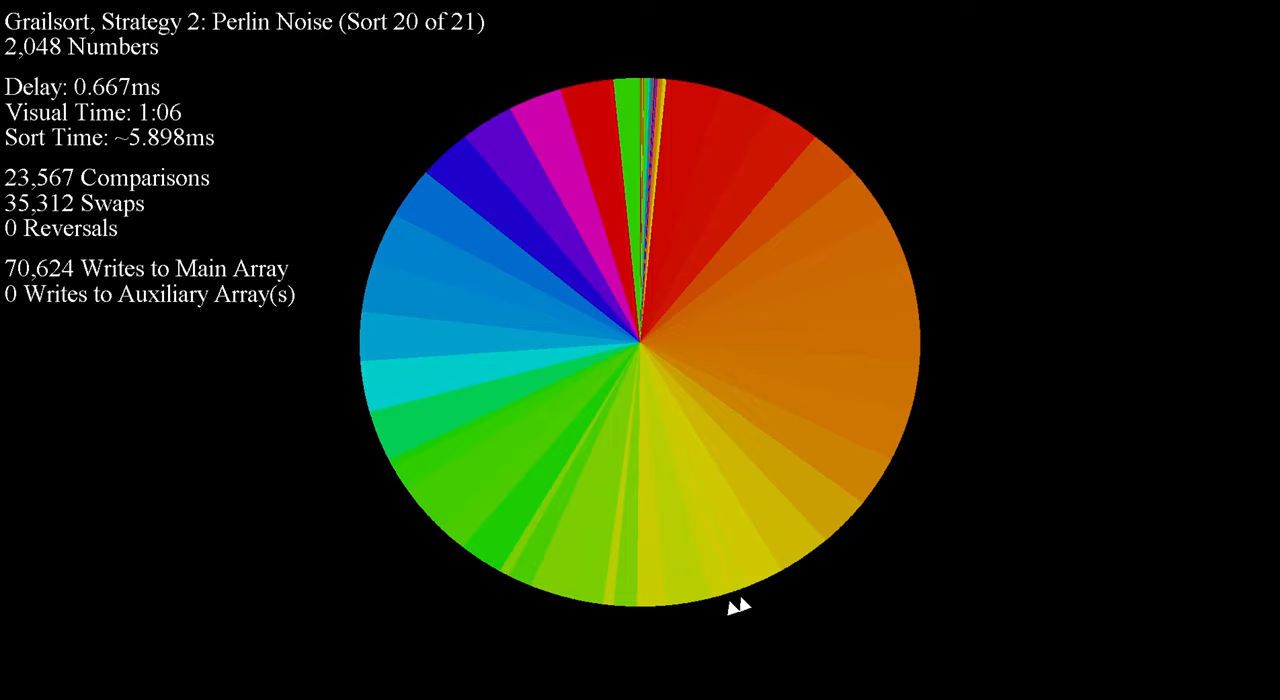 Grailsort, Strategy 2: Perlin Noise (Sort 20 of 21)
2,048 Numbers
Delay: 0.667ms
Visual Time: 1:06
Sort Time: ~5.898ms
23,567 Comparisons
35,312 Swaps
0 Reversals
70,624 Writes to Main Array
0 Writes to Auxiliary Array(s)